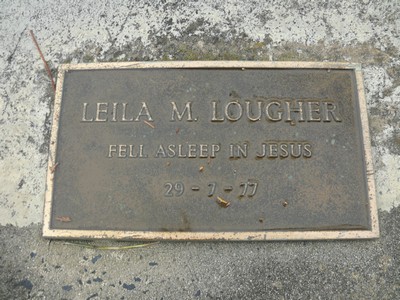 LEILA M. LOUGHER
FELL ASLEEP IN JESUS
29 - 7 - 77